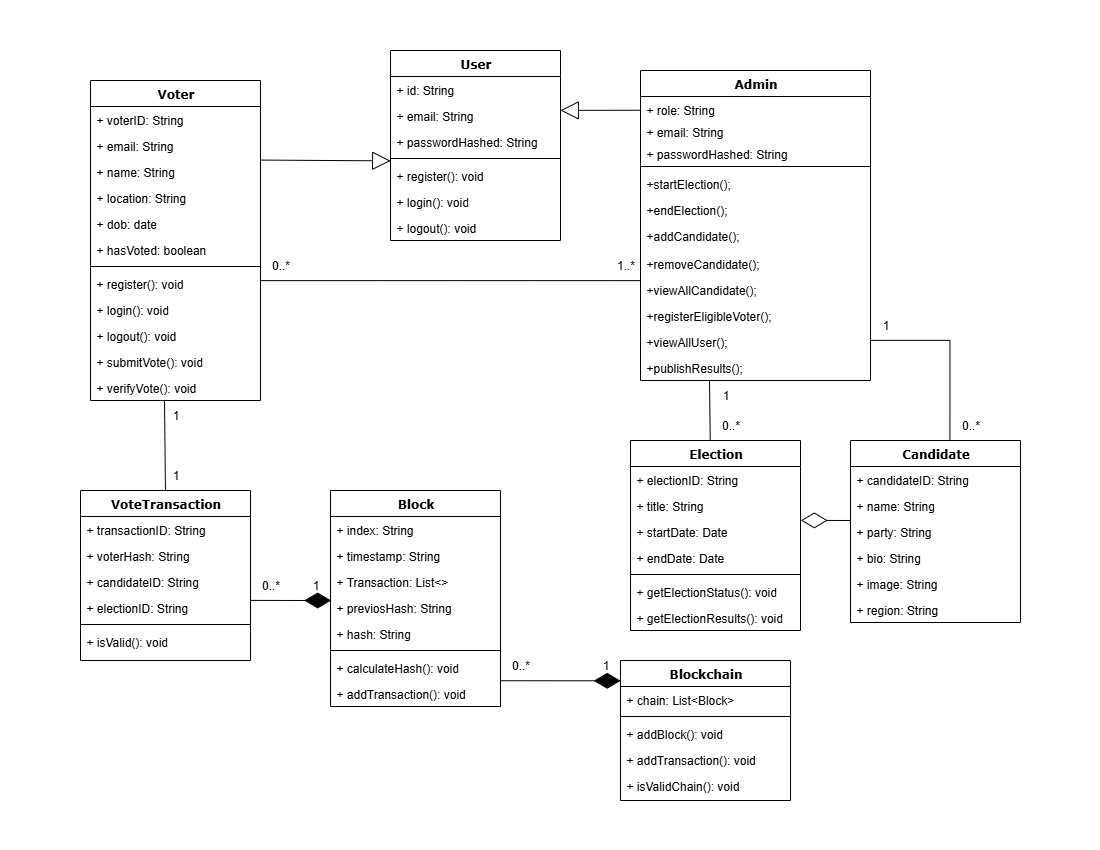 User
+ id: String
+ email: String
+ passwordHashed: String
+ register(): void
+ login(): void
+ logout(): void
Voter
+ voterID: String
+ email: String
+ name: String
+ location: String
+ dob: date
+ hasVoted: boolean
+ register(): void
+ login(): void
+ logout(): void
+ submitVote(): void
+ verifyVote(): void
Admin
+ role: String
+ email: String
+ passwordHashed: String
+startElection();
+endElection();
+addCandidate();
+removeCandidate();
+viewAllCandidate();
+registerEligibleVoter();
+viewAllUser();
+publishResults();
0..*
1..*
1
0..*
1
0..*
1
1
VoteTransaction
+ transactionID: String
+ voterHash: String
+ candidateID: String
+ electionID: String
+ isValid(): void
0..*
1
Block
+ index: String
+ timestamp: String
+ Transaction: List<>
+ previosHash: String
+ hash: String
+ calculateHash(): void
+ addTransaction(): void
0..*
1
Election
+ electionID: String
+ title: String
+ startDate: Date
+ endDate: Date
+ getElectionStatus(): void
+ getElectionResults(): void
Candidate
+ candidateID: String
+ name: String
+ party: String
+ bio: String
+ image: String
+ region: String
Blockchain
+ chain: List<Block>
+ addBlock(): void
+ addTransaction(): void
+ isValidChain(): void